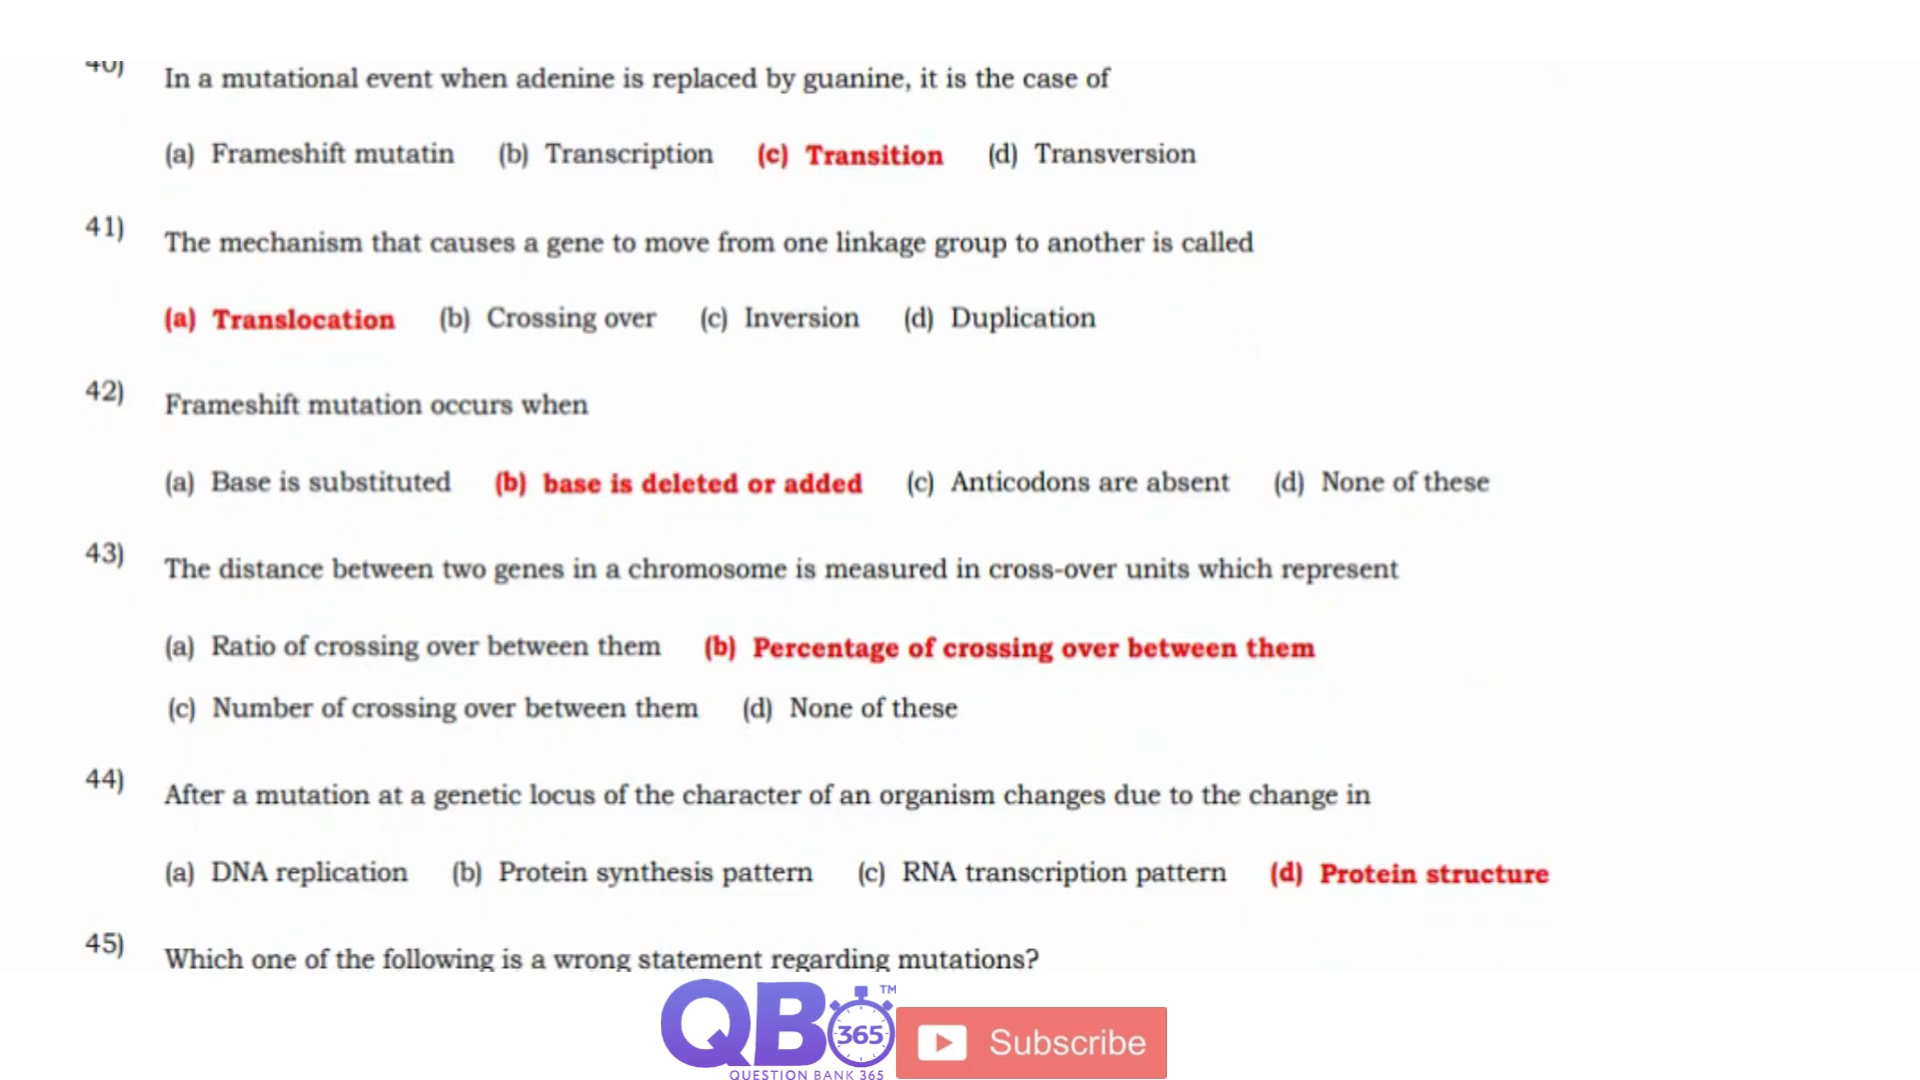 40) In a mutational event when adenine is replaced by guanine, it is the case of
(a) Frameshift mutatin (b) Transcription (c) Transition (d) Transversion
41) The mechanism that causes a gene to move from one linkage group to another is called
(a) Translocation (b) Crossing over (c) Inversion (d) Duplication
42) Frameshift mutation occurs when
(a) Base is substituted (b) base is deleted or added (c) Anticodons are absent (d) None of these
43) The distance between two genes in a chromosome is measured in cross-over units which represent
(a) Ratio of crossing over between them (b) Percentage of crossing over between them
(c) Number of crossing over between them (d) None of these
44) After a mutation at a genetic locus of the character of an organism changes due to the change in
(a) DNA replication (b) Protein synthesis pattern (c) RNA transcription pattern (d) Protein structure
45) Which one of the following is a wrong statement regarding mutations?
QB 365 ™
QUESTION BANK 365
Subscribe